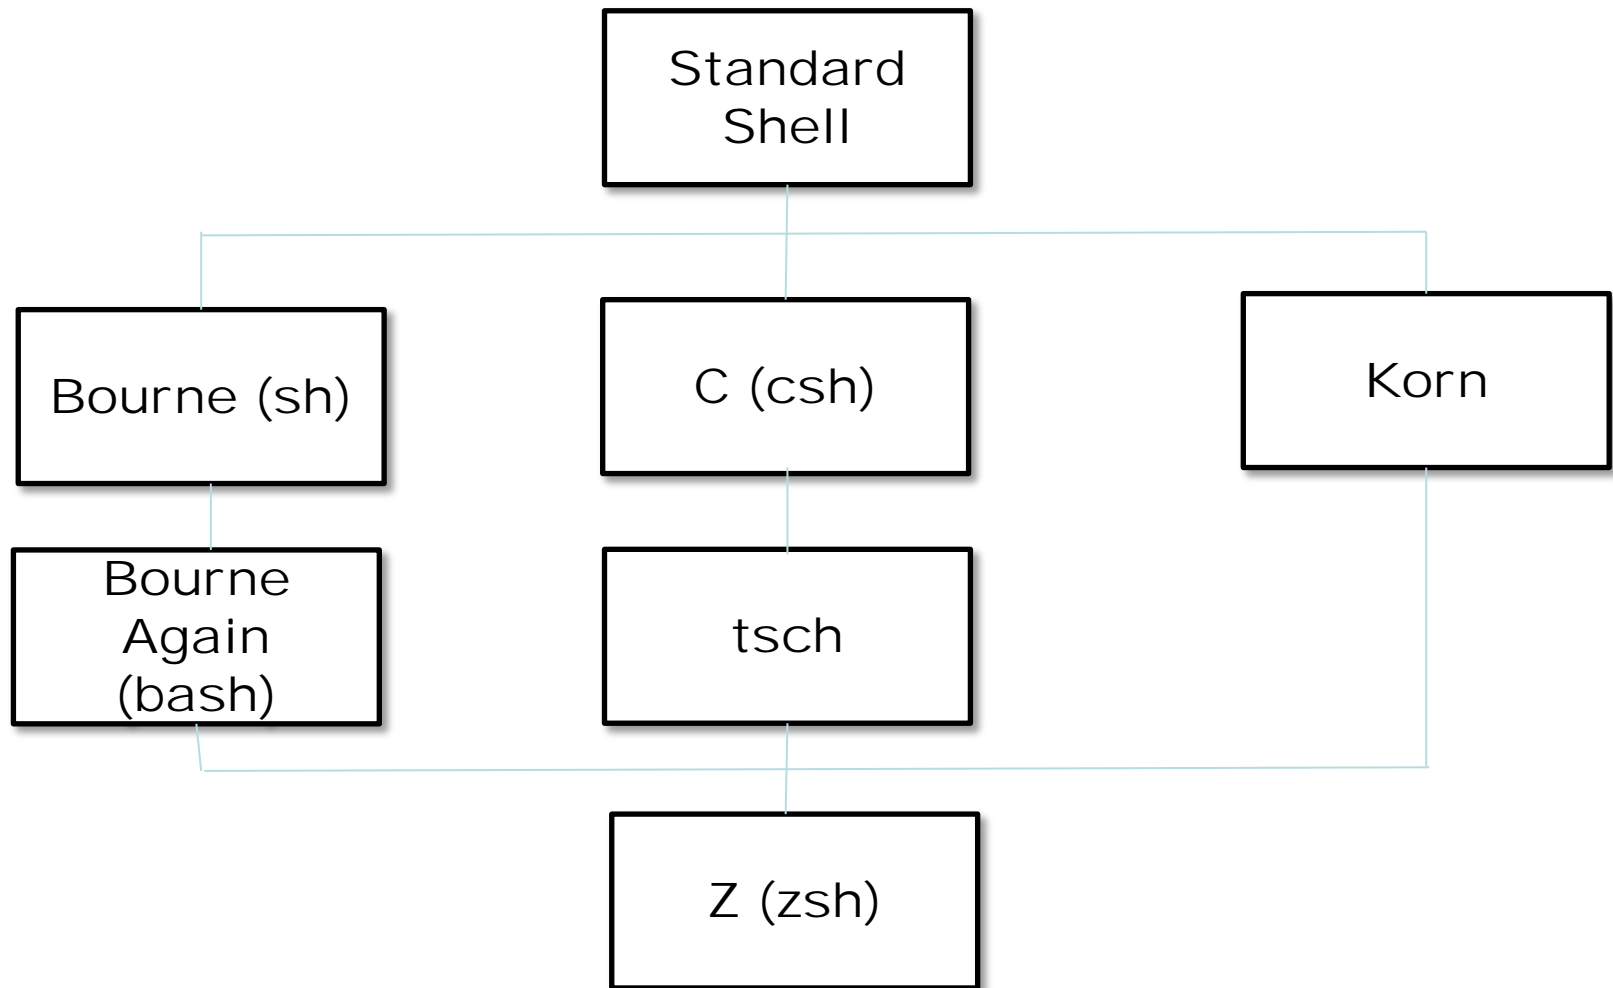 Standard
Shell
Bourne (sh)
C (csh)
Korn
Bourne
Again
(bash)
tsch
Z (zsh)